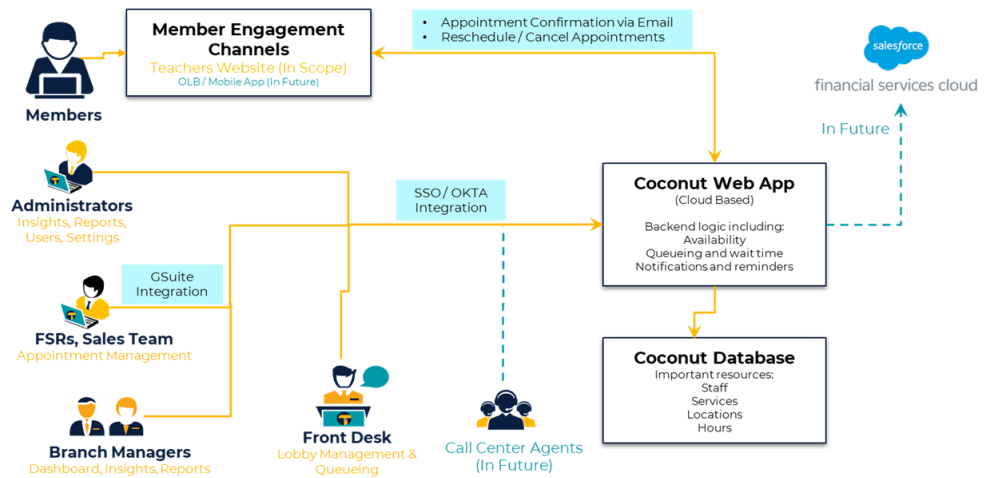 Member Engagement
Channels
Teachers Website (In Scope)
OLB / Mobile App (In Future)
• Appointment Confirmation via Email
• Reschedule / Cancel Appointments
salesforce
financial services cloud
In Future
Members
Administrators
Insights, Reports,
Users, Settings
SSO / OKTA
Integration
Coconut Web App
(Cloud Based)
Backend logic including:
Availability
Queueing and wait time
Notifications and reminders
GSuite
Integration
FSRs, Sales Team
Appointment Management
Coconut Database
Important resources:
Staff
Services
Locations
Hours
Branch Managers
Dashboard, Insights, Reports
Front Desk
Lobby Management &
Queueing
Call Center Agents
(In Future)